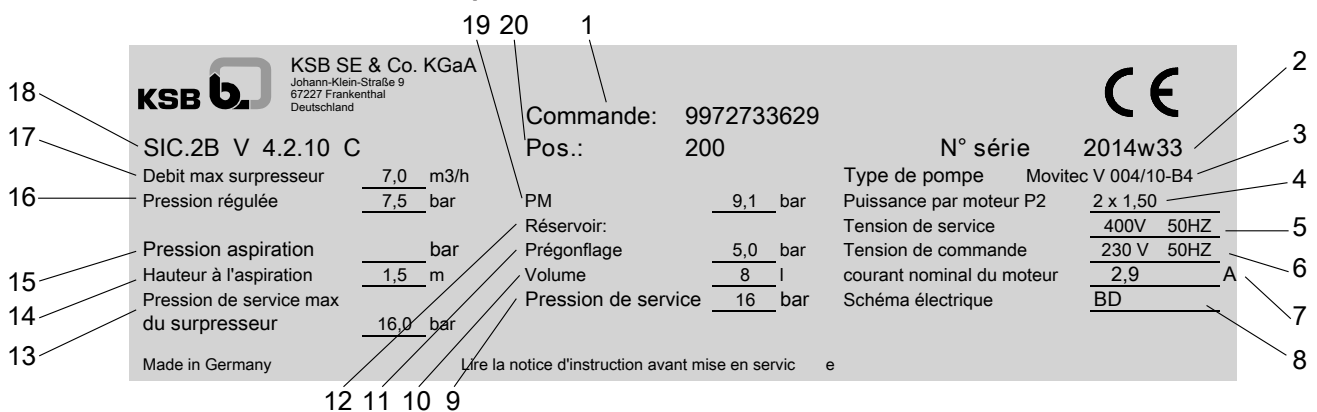 19 20 1
KSB b.
KSB SE & Co. KGaA
Johann-Klein-Straße 9
67227 Frankenthal
Deutschland
CE
2
18
Commande: 9972733629
3
17
SIC.2B V 4.2.10 C Pos.: 200 N° série 2014w33
Debit max surpresseur 7,0 m3/h Type de pompe Movitec V 004/10-B4
4
16
Pression régulée 7,5 bar PM 9,1 bar Puissance par moteur P2 2 x 1,50
Réservoir: Tension de service 400V 50HZ
5
Pression aspiration bar Prégonflage 5,0 bar Tension de commande 230 V 50HZ
6
15
Hauteur à l'aspiration 1,5 m Volume 8 l courant nominal du moteur 2,9 A
Pression de service max Pression de service 16 bar Schéma électrique BD
14
7
du surpresseur 16,0 bar
13
8
Made in Germany Lire la notice d'instruction avant mise en servic e
12 11 10 9